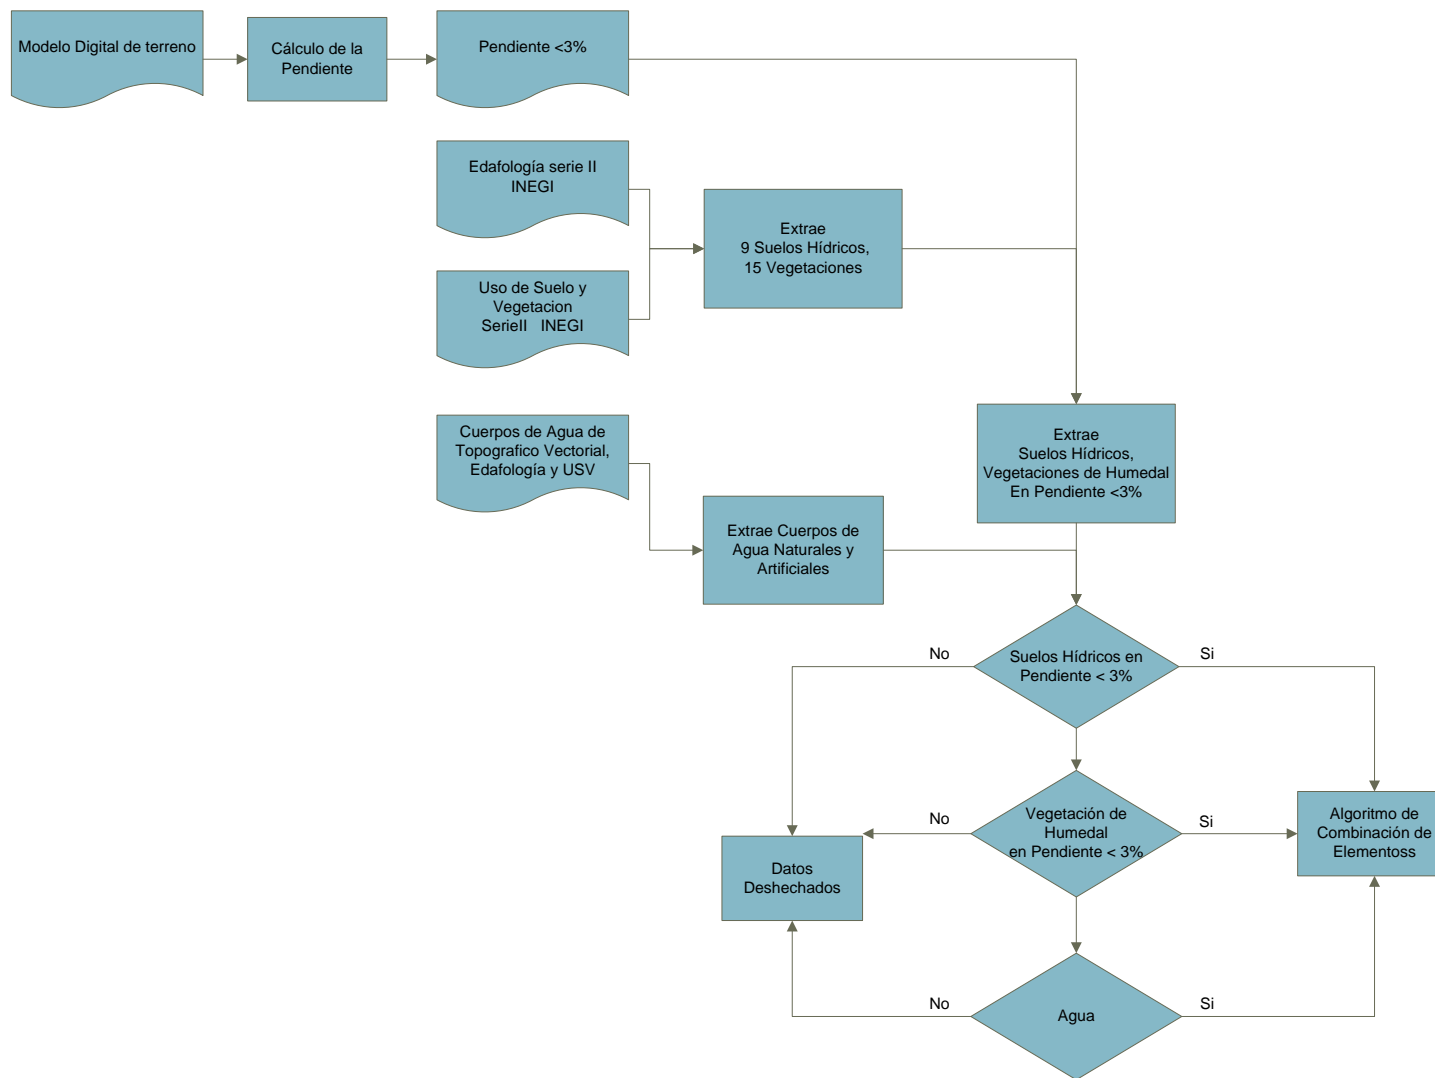 Modelo Digital de terreno
Cálculo de la
Pendiente
Pendiente <3%
Edafología serie II
INEGI
Uso de Suelo y
Vegetacion
SerieII INEGI
Extrae
9 Suelos Hídricos,
15 Vegetaciones
Cuerpos de Agua de
Topografico Vectorial,
Edafología y USV
Extrae Cuerpos de
Agua Naturales y
Artificiales
Extrae
Suelos Hídricos,
Vegetaciones de Humedal
En Pendiente <3%
No
Suelos Hídricos en
Pendiente < 3%
Si
No
Vegetación de
Humedal
en Pendiente < 3%
Si
Datos
Deshechados
Algoritmo de
Combinación de
Elementoss
No
Agua
Si